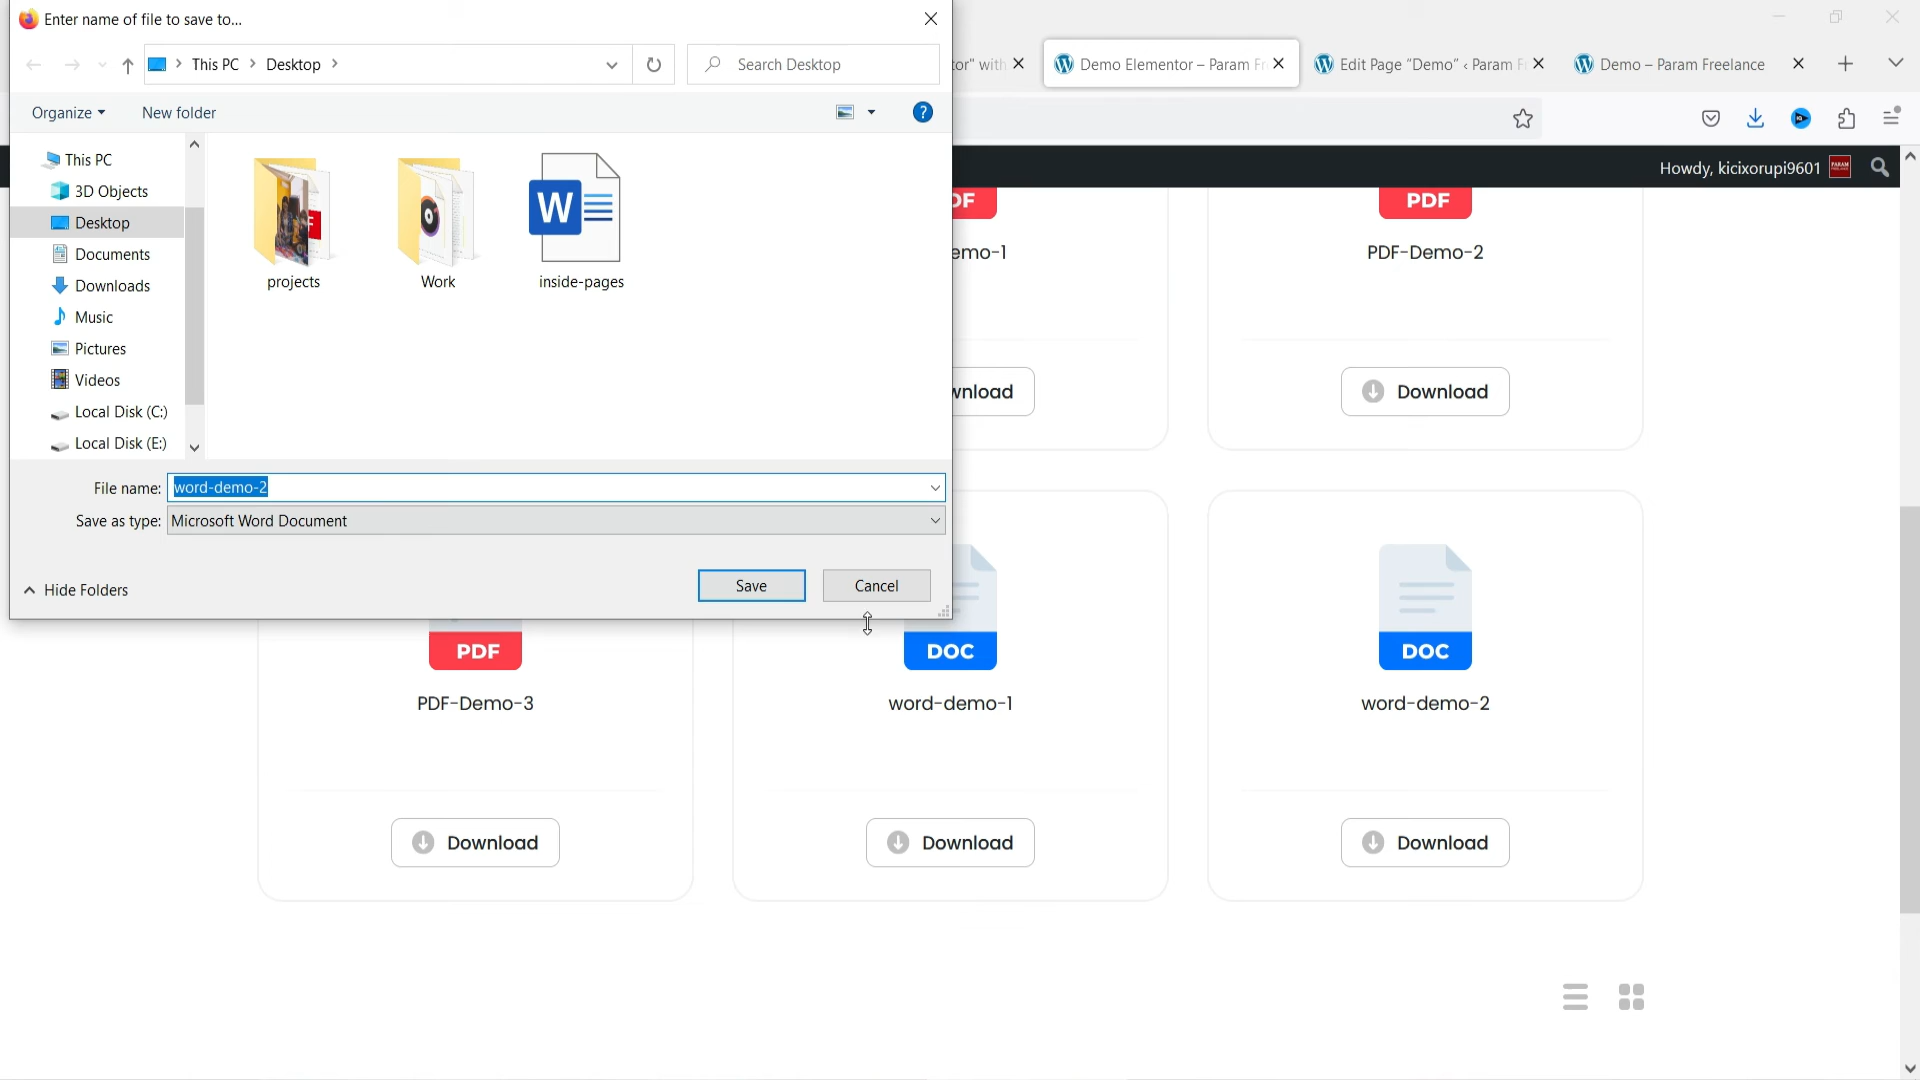 Enter name of file to save to...
This PC
Desktop
Search Desktop
Organize
New folder
This PC
3D Objects
Desktop
Documents
Downloads
Music
Pictures
Videos
Local Disk (C:)
Local Disk (E:)
projects
Work
inside-pages
File name: word-demo-2
Save as type: Microsoft Word Document
Hide Folders
Save
Cancel
or" with
Demo Elementor – Param Fr
Edit Page "Demo" ‹ Param F
Demo – Param Freelance
Howdy, kicixorupi9601
DF
emo-1
wnload
PDF
PDF-Demo-2
Download
PDF
PDF-Demo-3
Download
DOC
word-demo-1
Download
DOC
word-demo-2
Download